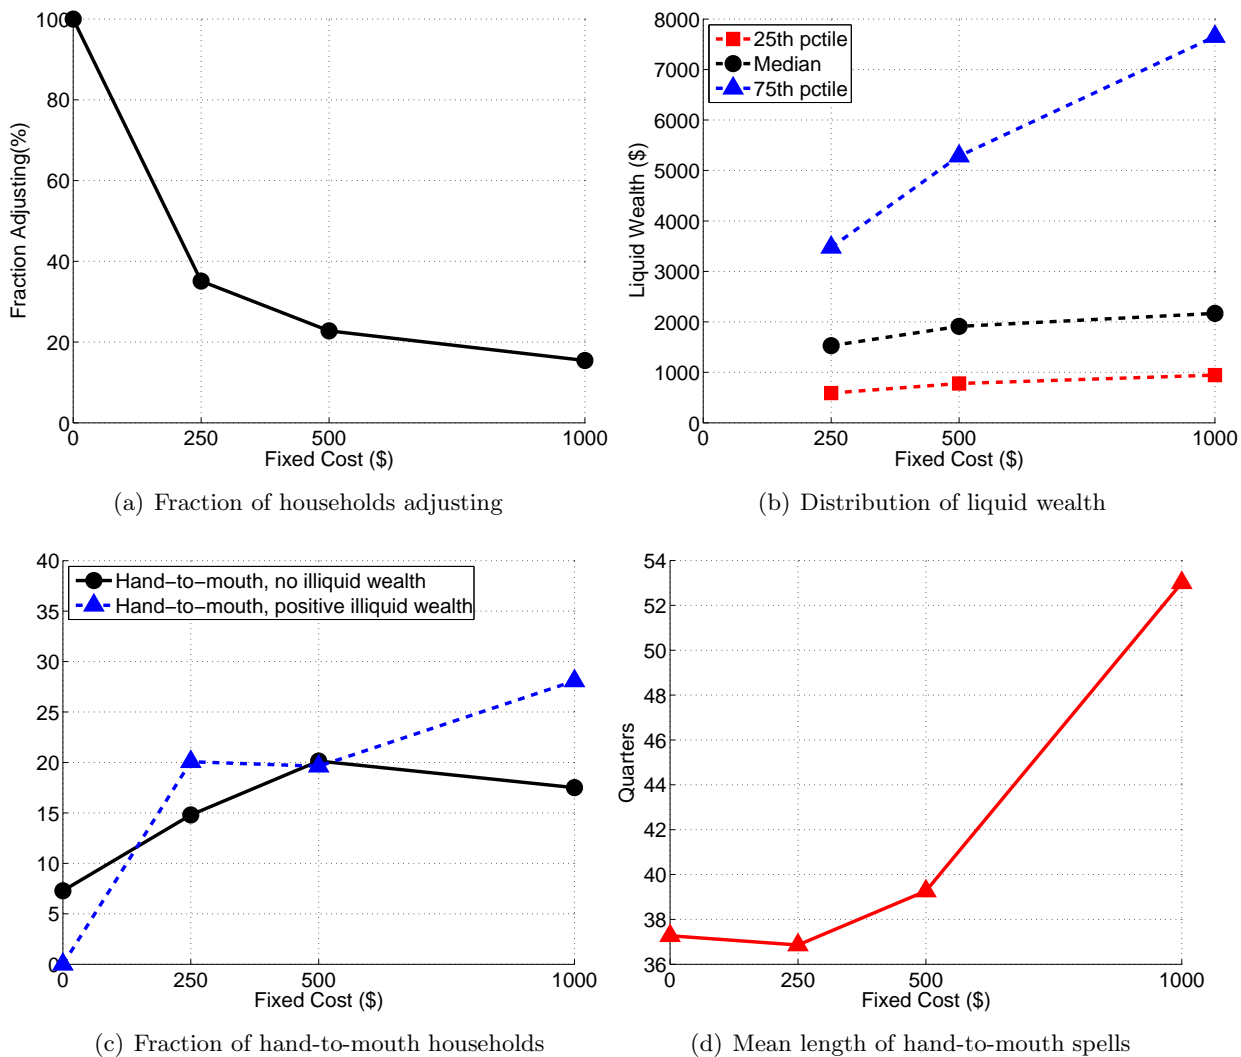 100
80
60
40
20
0
Fraction Adjusting(%)
0 250 500 1000
Fixed Cost ($)
(a) Fraction of households adjusting
8000
7000
6000
5000
4000
3000
2000
1000
0
Liquid Wealth ($)
25th pctile
Median
75th pctile
0 250 500 1000
Fixed Cost ($)
(b) Distribution of liquid wealth
40
35
30
25
20
15
10
5
0
Hand-to-mouth, no illiquid wealth
Hand-to-mouth, positive illiquid wealth
0 250 500 1000
Fixed Cost ($)
(c) Fraction of hand-to-mouth households
54
52
50
48
46
44
42
40
38
36
Quarters
0 250 500 1000
Fixed Cost ($)
(d) Mean length of hand-to-mouth spells